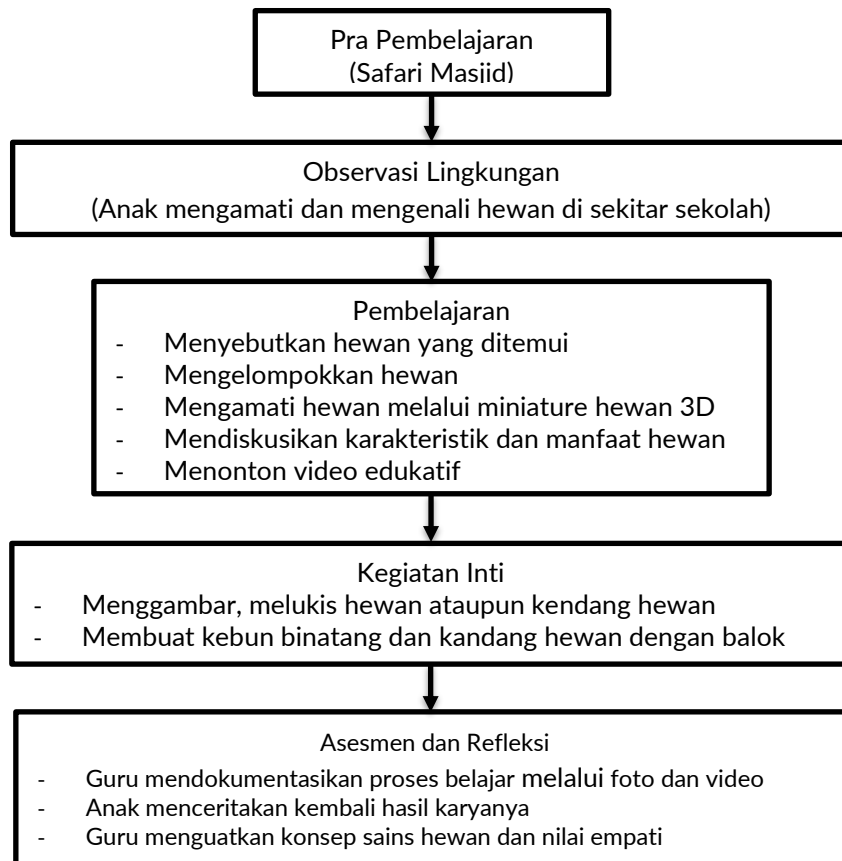 Pra Pembelajaran
(Safari Masjid)
Observasi Lingkungan
(Anak mengamati dan mengenali hewan di sekitar sekolah)
Pembelajaran
- Menyebutkan hewan yang ditemui
- Mengelompokkan hewan
- Mengamati hewan melalui miniature hewan 3D
- Mendiskusikan karakteristik dan manfaat hewan
- Menonton video edukatif
Kegiatan Inti
- Menggambar, melukis hewan ataupun kendang hewan
- Membuat kebun binatang dan kandang hewan dengan balok
Asesmen dan Refleksi
- Guru mendokumentasikan proses belajar melalui foto dan video
- Anak menceritakan kembali hasil karyanya
- Guru menguatkan konsep sains hewan dan nilai empati